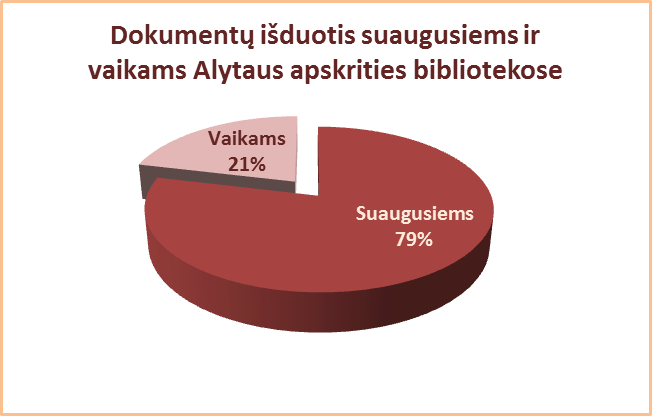 Dokumentų išduotis suaugusiems ir
vaikams Alytaus apskrities bibliotekose
Vaikams
21%
Suaugusiems
79%